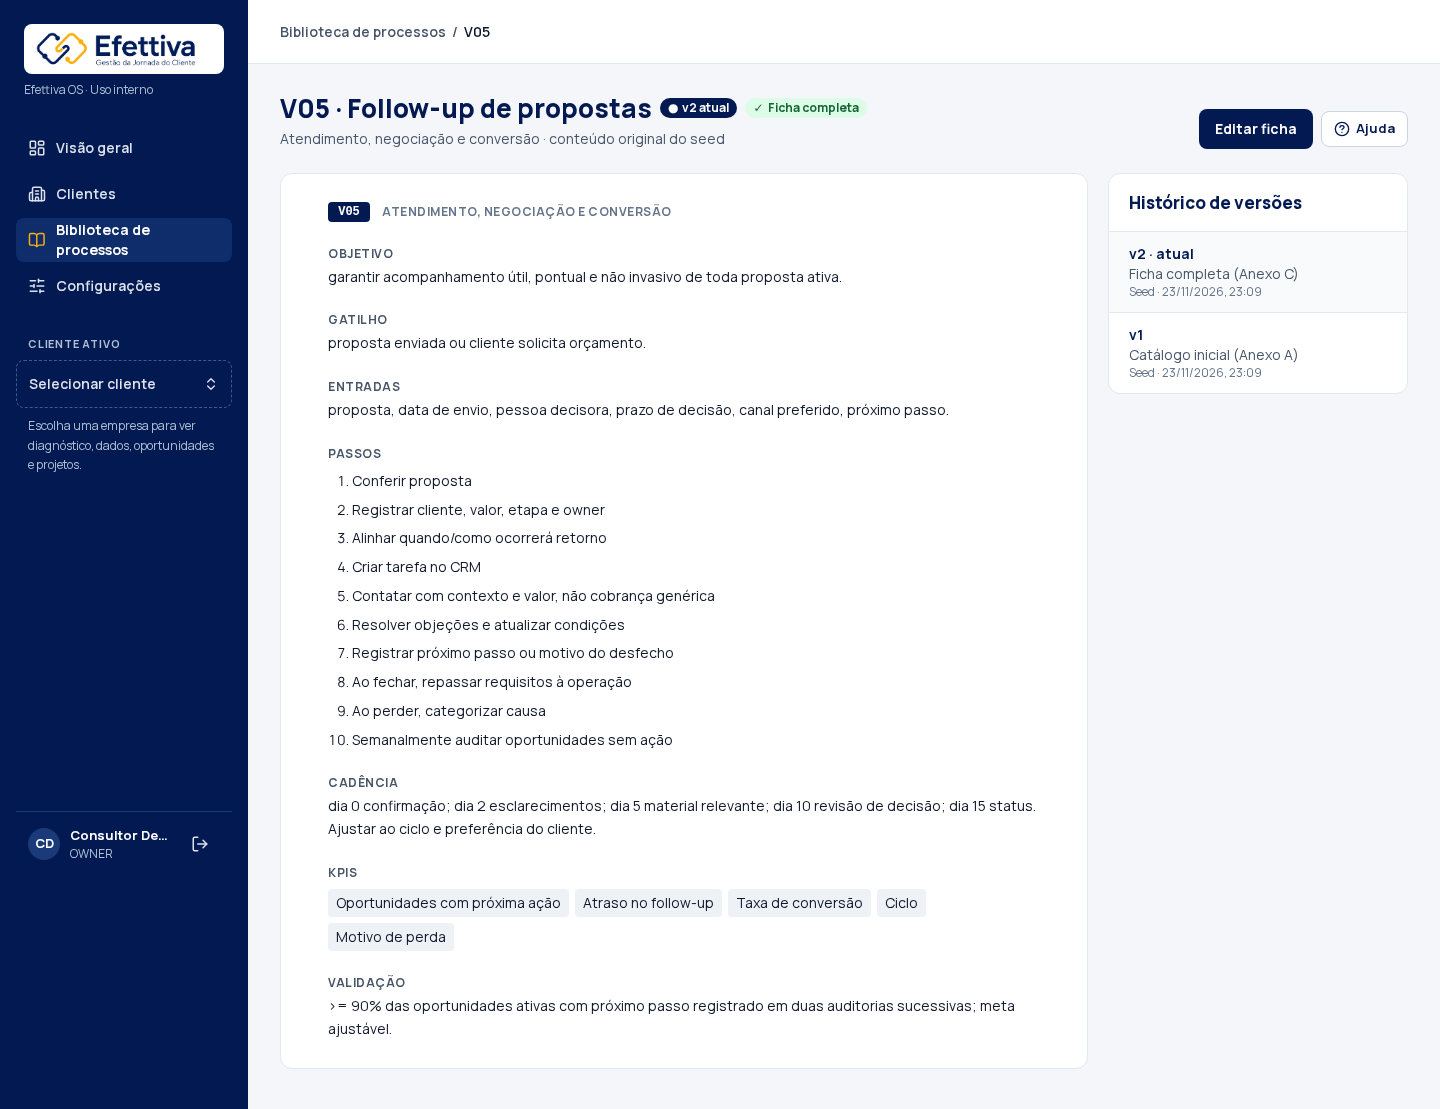 Efettiva
Gestão da Jornada do Cliente
Efettiva OS · Uso interno
Visão geral
Clientes
Biblioteca de
processos
Configurações
CLIENTE ATIVO
Selecionar cliente
Escolha uma empresa para ver
diagnóstico, dados, oportunidades
e projetos.
CD
Consultor De...
OWNER
Biblioteca de processos / V05
V05 · Follow-up de propostas
v2 atual
✓ Ficha completa
Atendimento, negociação e conversão · conteúdo original do seed
Editar ficha
Ajuda
V05 ATENDIMENTO, NEGOCIAÇÃO E CONVERSÃO
OBJETIVO
garantir acompanhamento útil, pontual e não invasivo de toda proposta ativa.
GATILHO
proposta enviada ou cliente solicita orçamento.
ENTRADAS
proposta, data de envio, pessoa decisora, prazo de decisão, canal preferido, próximo passo.
PASSOS
1. Conferir proposta
2. Registrar cliente, valor, etapa e owner
3. Alinhar quando/como ocorrerá retorno
4. Criar tarefa no CRM
5. Contatar com contexto e valor, não cobrança genérica
6. Resolver objeções e atualizar condições
7. Registrar próximo passo ou motivo do desfecho
8. Ao fechar, repassar requisitos à operação
9. Ao perder, categorizar causa
10. Semanalmente auditar oportunidades sem ação
CADÊNCIA
dia 0 confirmação; dia 2 esclarecimentos; dia 5 material relevante; dia 10 revisão de decisão; dia 15 status.
Ajustar ao ciclo e preferência do cliente.
KPIS
Oportunidades com próxima ação
Atraso no follow-up
Taxa de conversão
Ciclo
Motivo de perda
VALIDAÇÃO
>= 90% das oportunidades ativas com próximo passo registrado em duas auditorias sucessivas; meta
ajustável.
Histórico de versões
v2 · atual
Ficha completa (Anexo C)
Seed · 23/11/2026, 23:09
v1
Catálogo inicial (Anexo A)
Seed · 23/11/2026, 23:09